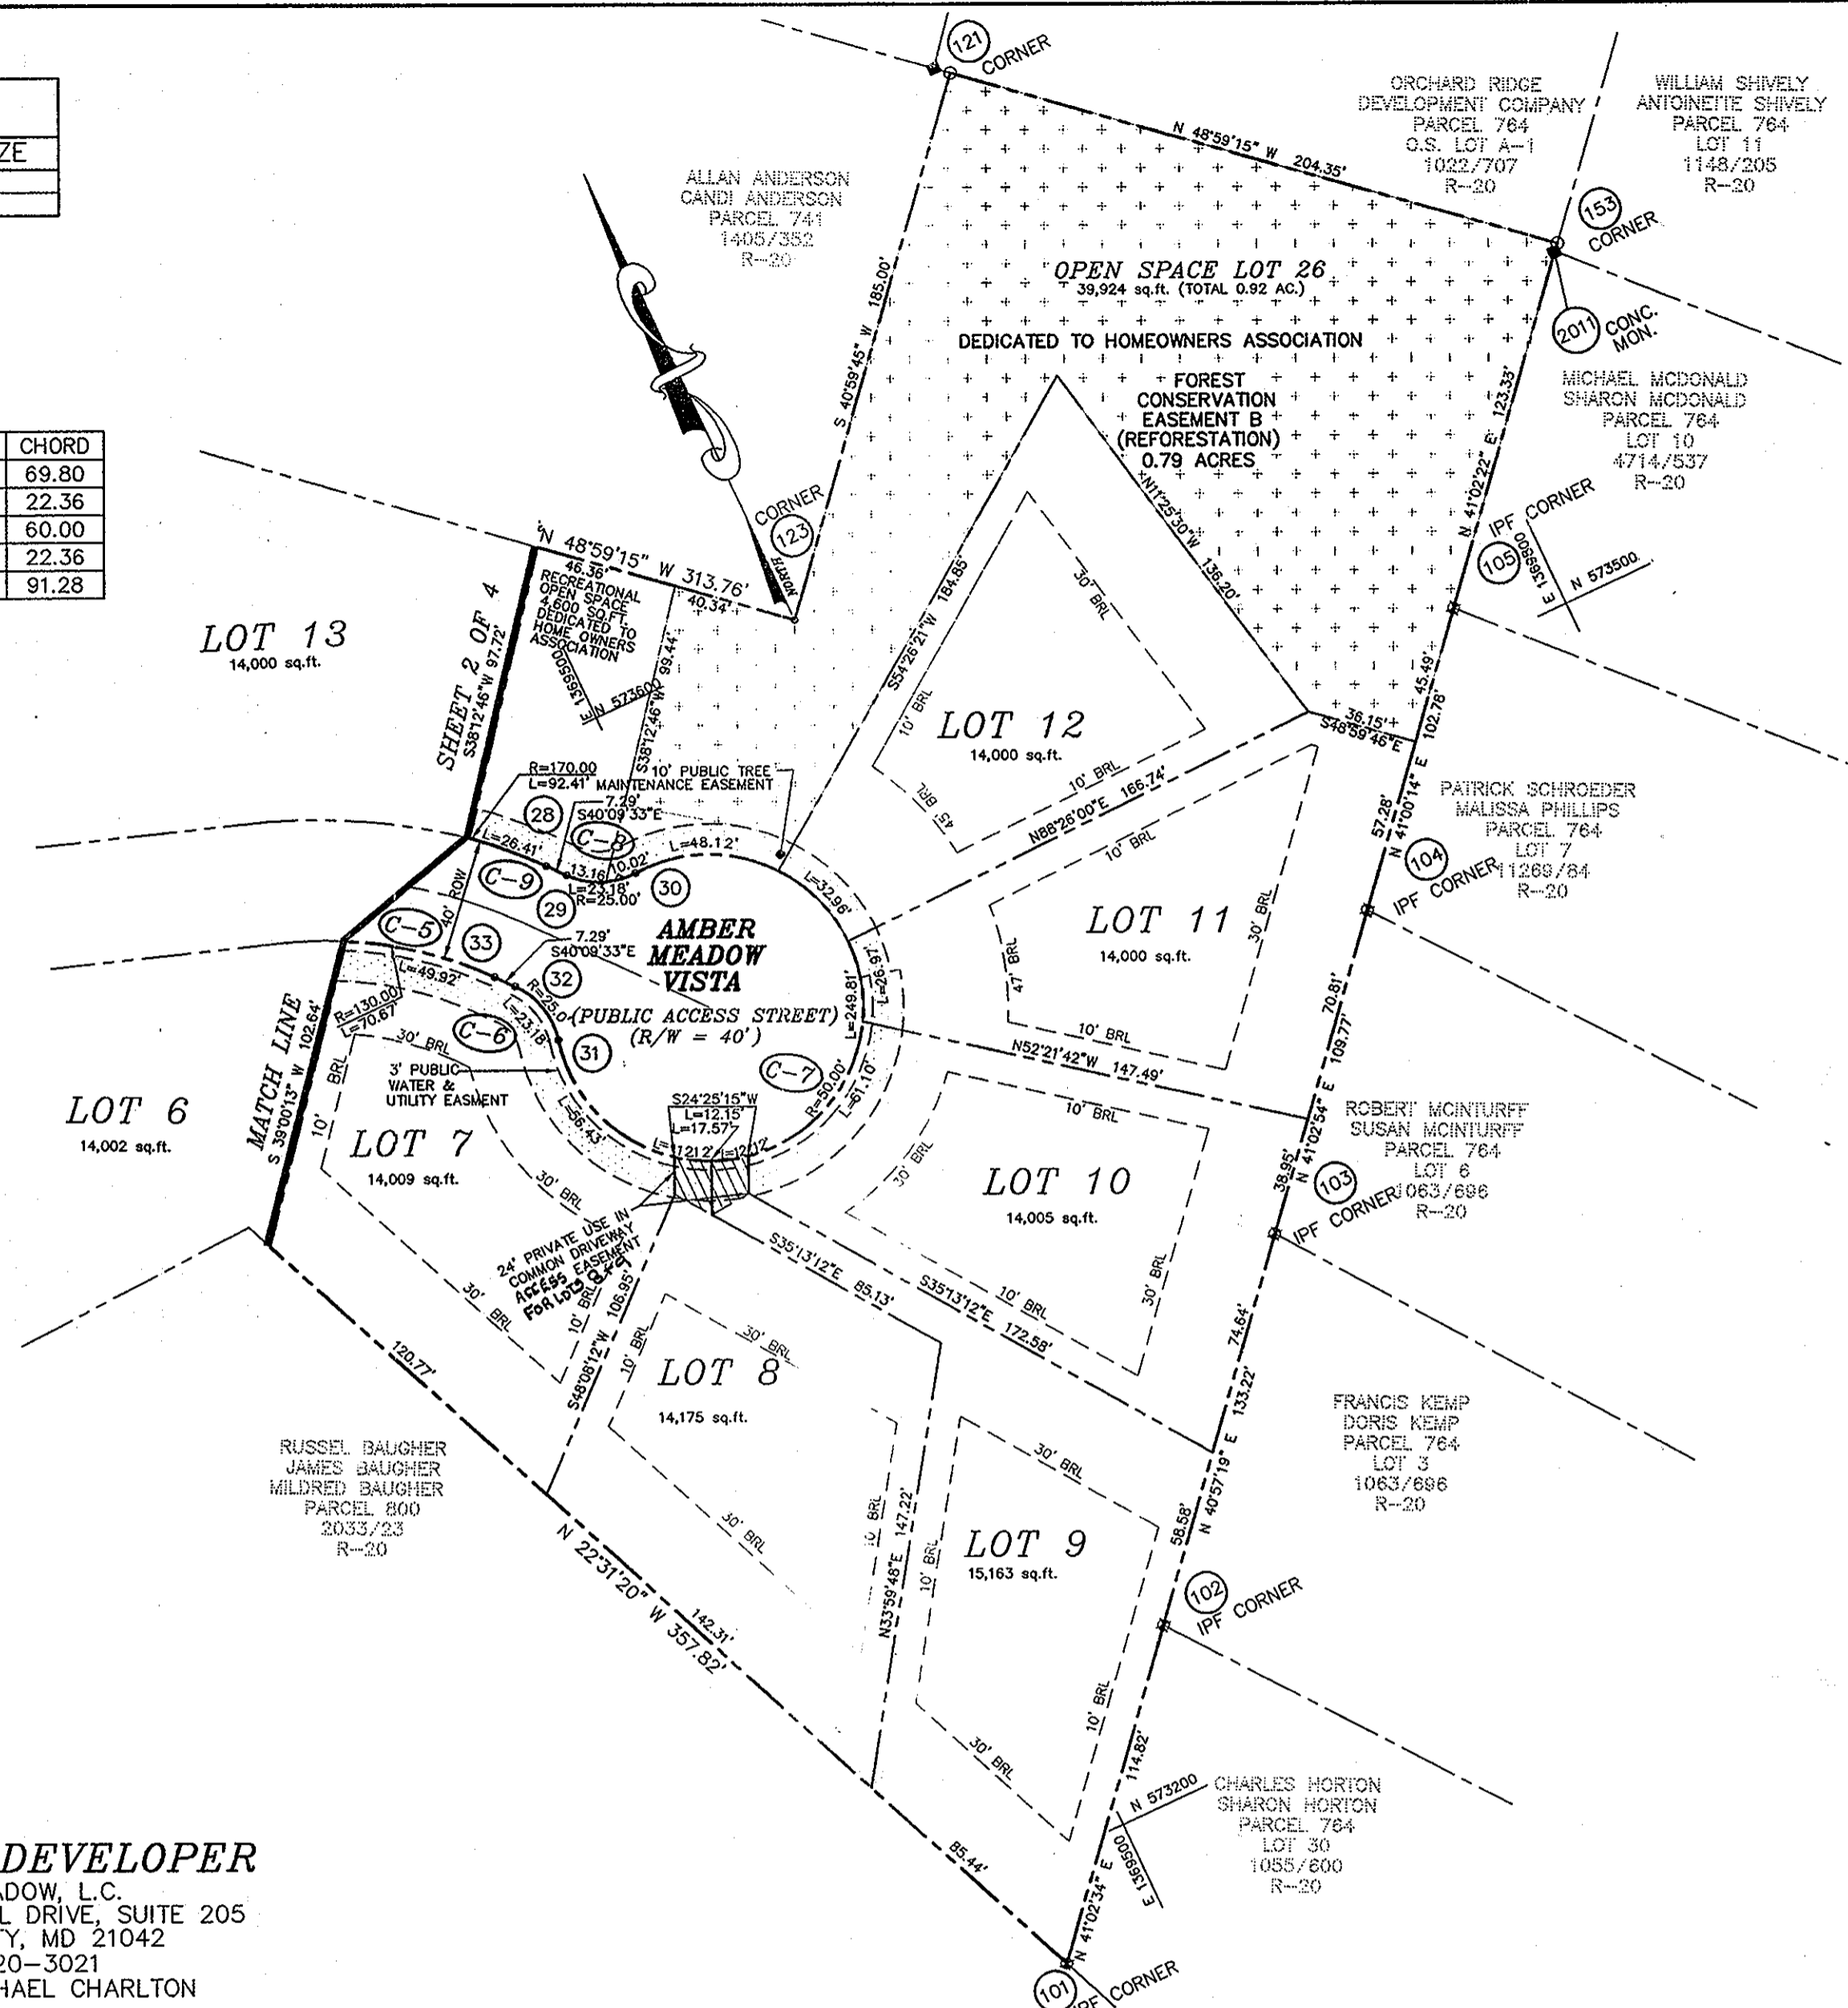 ZE
CHORD
69.80
22.36
60.00
22.36
91.28
121
CORNER
N 48°59'15" W 204.35'
ORCHARD RIDGE
DEVELOPMENT COMPANY
PARCEL 764
O.S. LOT A-1
1022/707
R-20
WILLIAM SHIVELY
ANTOINETTE SHIVELY
PARCEL 764
LOT 11
1148/205
R-20
ALLAN ANDERSON
CANDI ANDERSON
PARCEL 741
1405/352
R-20
153
CORNER
2011
CONC.
MON.
S 40°59'45" W 185.00'
OPEN SPACE LOT 26
39,924 sq.ft. (TOTAL 0.92 AC.)
DEDICATED TO HOMEOWNERS ASSOCIATION
FOREST
CONSERVATION
EASEMENT B
(REFORESTATION)
0.79 ACRES
N 41°02'22" E 123.33'
MICHAEL MCDONALD
SHARON MCDONALD
PARCEL 764
LOT 10
4714/537
R-20
CORNER
123
NORTH
IPF CORNER
105
E 1369800
N 573500
N 48°59'15" W 313.76'
46.36'
40.34'
RECREATIONAL
OPEN SPACE
4,600 SQ.FT.
DEDICATED TO
HOME OWNERS
ASSOCIATION
E 1369500
N 573600
LOT 13
14,000 sq.ft.
SHEET 2 OF 4
S38°12'46"W 97.72'
S38°12'46"W 99.44'
S54°26'21"W 184.85'
N11°25'30"W 136.20'
30' BRL
10' BRL
LOT 12
14,000 sq.ft.
10' BRL
45' BRL
36.15'
S48°59'46"E
45.49'
102.78'
N88°26'00"E 166.74'
10' BRL
R=170.00
L=92.41'
10' PUBLIC TREE
MAINTENANCE EASEMENT
7.29'
S40°09'33"E
28
C-8
L=48.12'
L=26.41'
13.16
10.02'
L=23.18'
R=25.00'
30
C-9
29
L=32.96'
40' ROW
C-5
33
7.29'
S40°09'33"E
32
AMBER
MEADOW
VISTA
(PUBLIC ACCESS STREET)
(R/W = 40')
L=49.92'
R=130.00
L=70.67'
L=23.18'
C-6
31
L=249.81'
L=26.97'
C-7
R=50.00'
L=61.10'
LOT 11
14,000 sq.ft.
47' BRL
30' BRL
10' BRL
N 41°00'14" E
57.28'
PATRICK SCHROEDER
MALISSA PHILLIPS
PARCEL 764
LOT 7
11269/84
R-20
104
IPF CORNER
N52°21'42"W 147.49'
70.81'
N 41°02'54" E 109.77'
MATCH LINE
S 39°00'13" W 102.64'
30' BRL
10' BRL
3' PUBLIC
WATER &
UTILITY EASMENT
LOT 6
14,002 sq.ft.
LOT 7
14,009 sq.ft.
L=56.43'
S24°25'15"W
L=12.15'
L=17.57'
30' BRL
10' BRL
30' BRL
LOT 10
14,005 sq.ft.
ROBERT MCINTURFF
SUSAN MCINTURFF
PARCEL 764
LOT 6
1063/696
R-20
38.95'
103
IPF CORNER
24' PRIVATE USE IN
COMMON DRIVEWAY
ACCESS EASEMENT
FOR LOTS 8 & 9
30' BRL
10' BRL
S48°08'12"W 106.95'
S35°13'12"E 85.13'
S35°13'12"E 172.58'
10' BRL
30' BRL
74.64'
N 40°57'19" E 133.22'
58.58'
120.77'
10' BRL
30' BRL
LOT 8
14,175 sq.ft.
30' BRL
10' BRL
N33°59'48"E 147.22'
RUSSEL BAUGHER
JAMES BAUGHER
MILDRED BAUGHER
PARCEL 800
2033/23
R-20
FRANCIS KEMP
DORIS KEMP
PARCEL 764
LOT 3
1063/696
R-20
30' BRL
10' BRL
LOT 9
15,163 sq.ft.
102
IPF CORNER
N 22°31'20" W 357.82'
142.31'
10' BRL
30' BRL
114.82'
N 573200
E 1369500
CHARLES HORTON
SHARON HORTON
PARCEL 764
LOT 30
1055/600
R-20
85.44'
N 41°02'34" E
101
IPF CORNER
DEVELOPER
ADOW, L.C.
L DRIVE, SUITE 205
TY, MD 21042
20-3021
HAEL CHARLTON